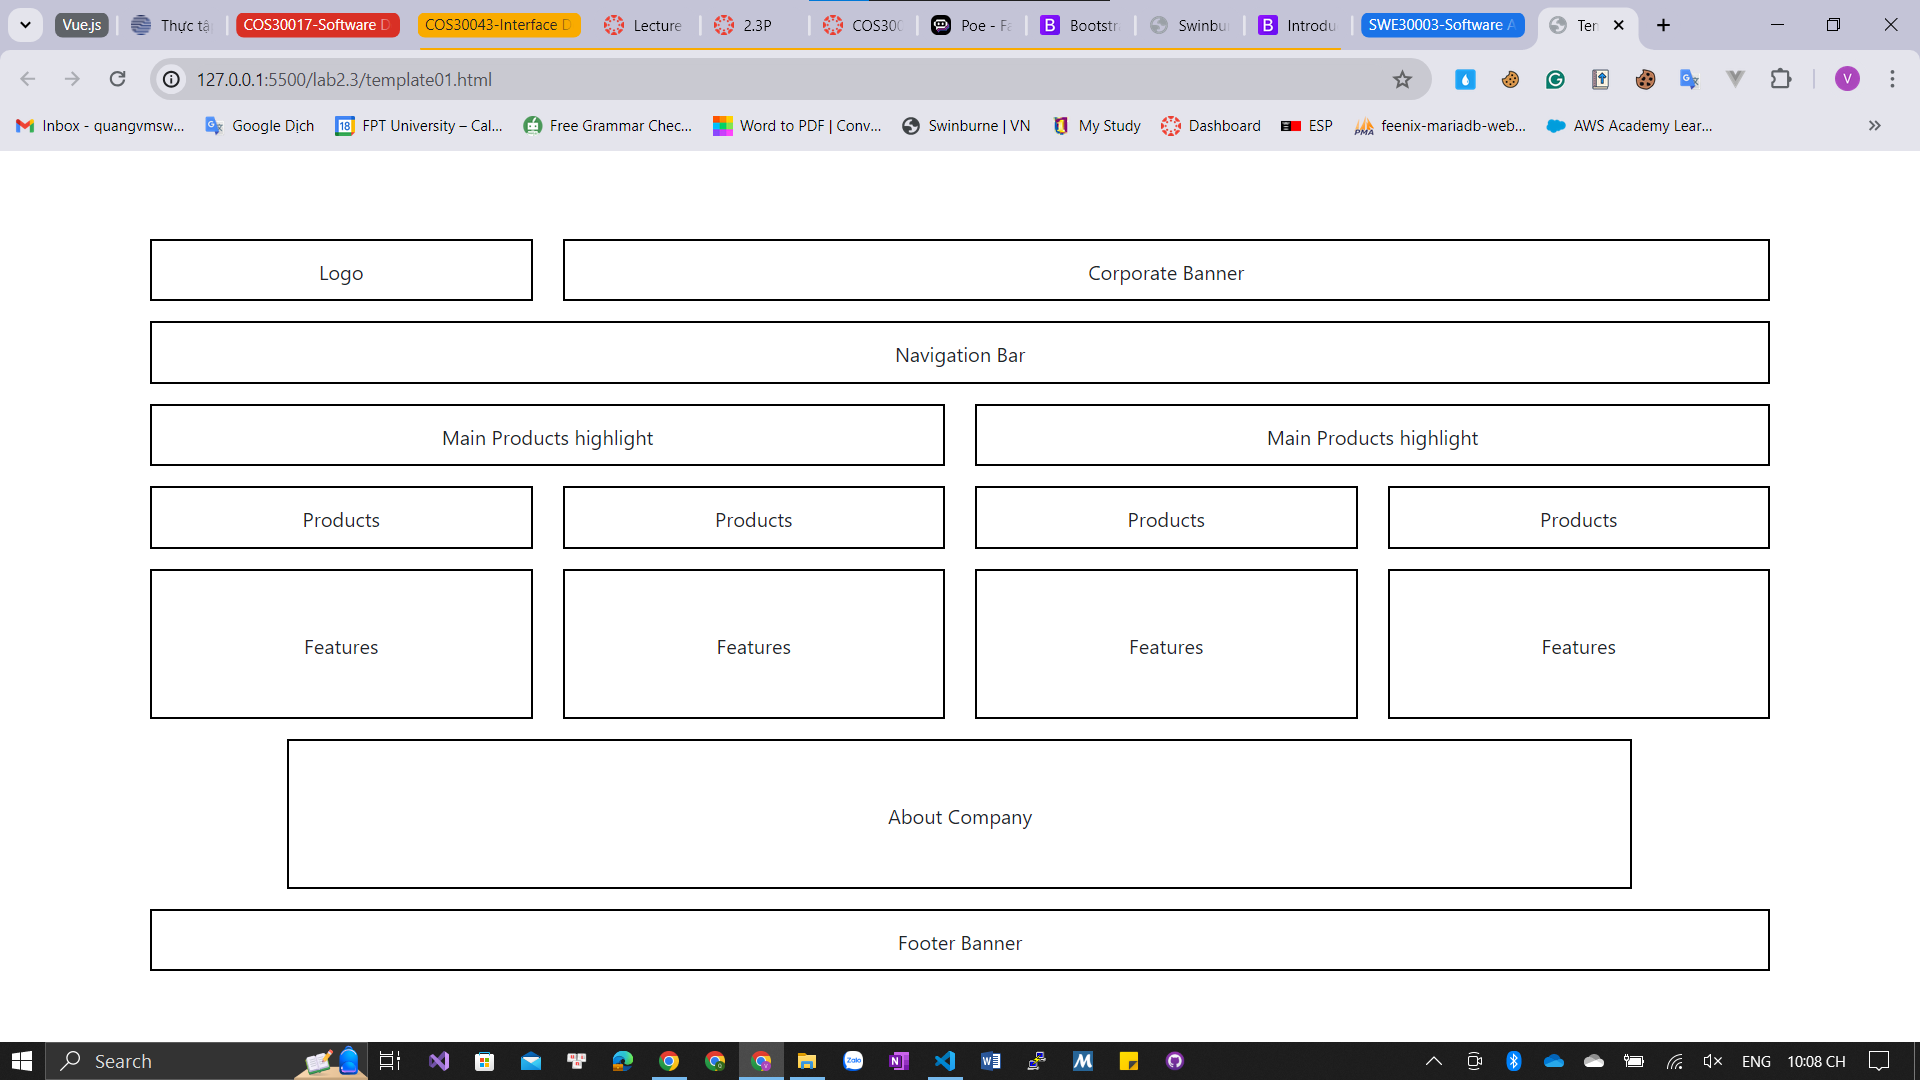 Vue.js Thực tậ COS30017-Software D COS30043-Interface D Lecture 2.3P COS300 Poe - Fa Bootstr Swinbu Introdu SWE30003-Software A Tem
127.0.0.1:5500/lab2.3/template01.html V
Inbox - quangvmsw... Google Dịch 18 FPT University – Cal... Free Grammar Chec... Word to PDF | Conv... Swinburne | VN My Study Dashboard ESP feenix-mariadb-web... AWS Academy Lear...
Logo Corporate Banner
Navigation Bar
Main Products highlight Main Products highlight
Products Products Products Products
Features Features Features Features
About Company
Footer Banner
Search ENG 10:08 CH